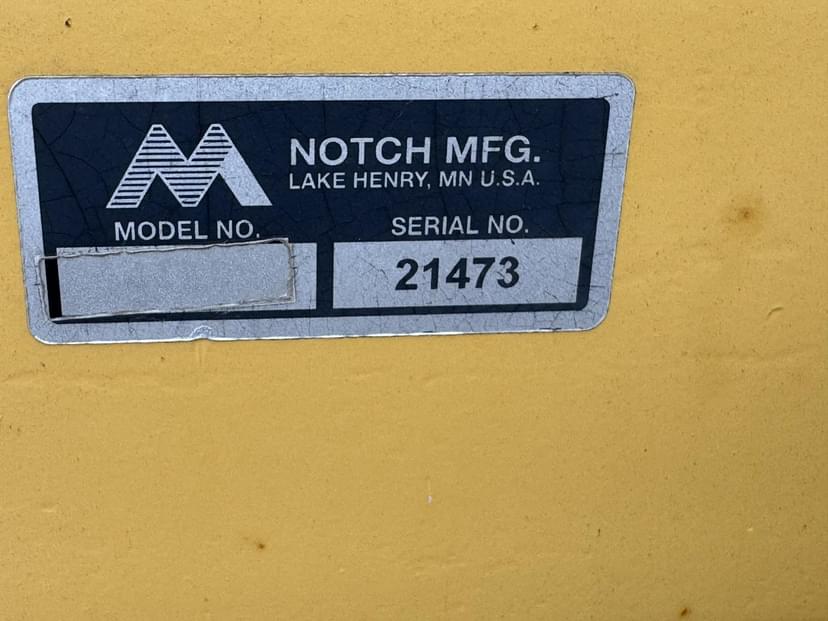 NOTCH MFG.
LAKE HENRY, MN U.S.A.
MODEL NO.
SERIAL NO.
21473